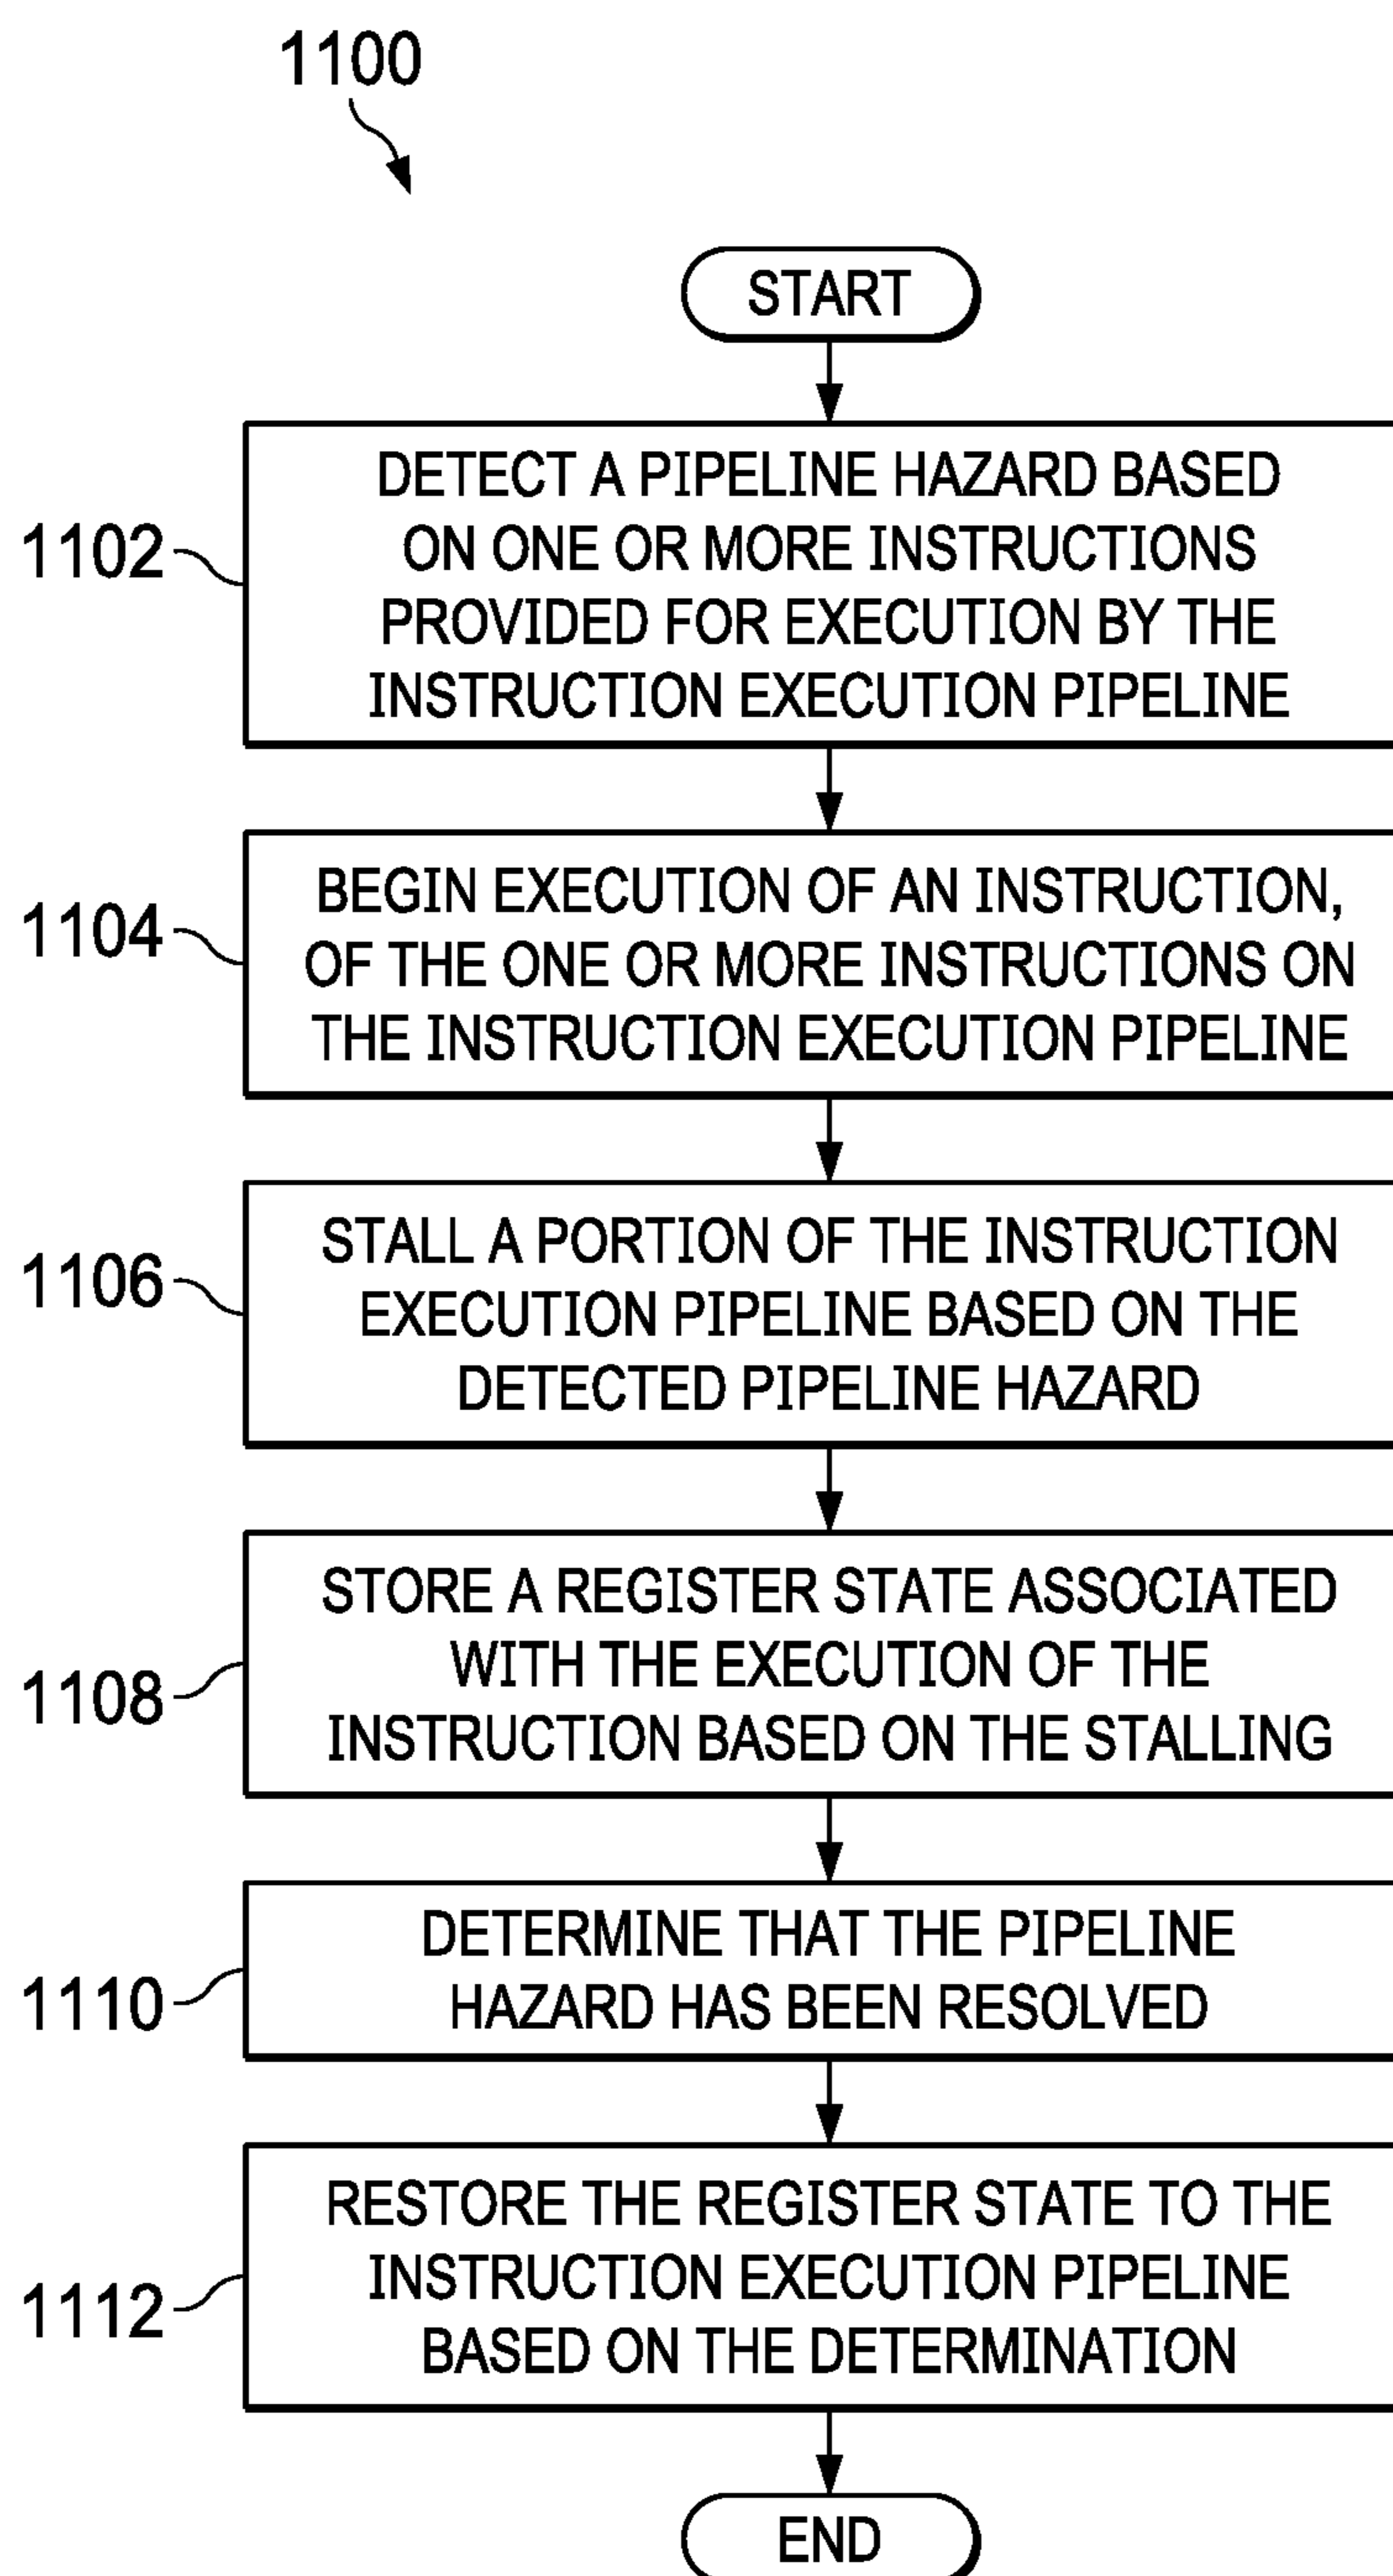 1100
START
1102
DETECT A PIPELINE HAZARD BASED
ON ONE OR MORE INSTRUCTIONS
PROVIDED FOR EXECUTION BY THE
INSTRUCTION EXECUTION PIPELINE
1104
BEGIN EXECUTION OF AN INSTRUCTION,
OF THE ONE OR MORE INSTRUCTIONS ON
THE INSTRUCTION EXECUTION PIPELINE
1106
STALL A PORTION OF THE INSTRUCTION
EXECUTION PIPELINE BASED ON THE
DETECTED PIPELINE HAZARD
1108
STORE A REGISTER STATE ASSOCIATED
WITH THE EXECUTION OF THE
INSTRUCTION BASED ON THE STALLING
1110
DETERMINE THAT THE PIPELINE
HAZARD HAS BEEN RESOLVED
1112
RESTORE THE REGISTER STATE TO THE
INSTRUCTION EXECUTION PIPELINE
BASED ON THE DETERMINATION
END